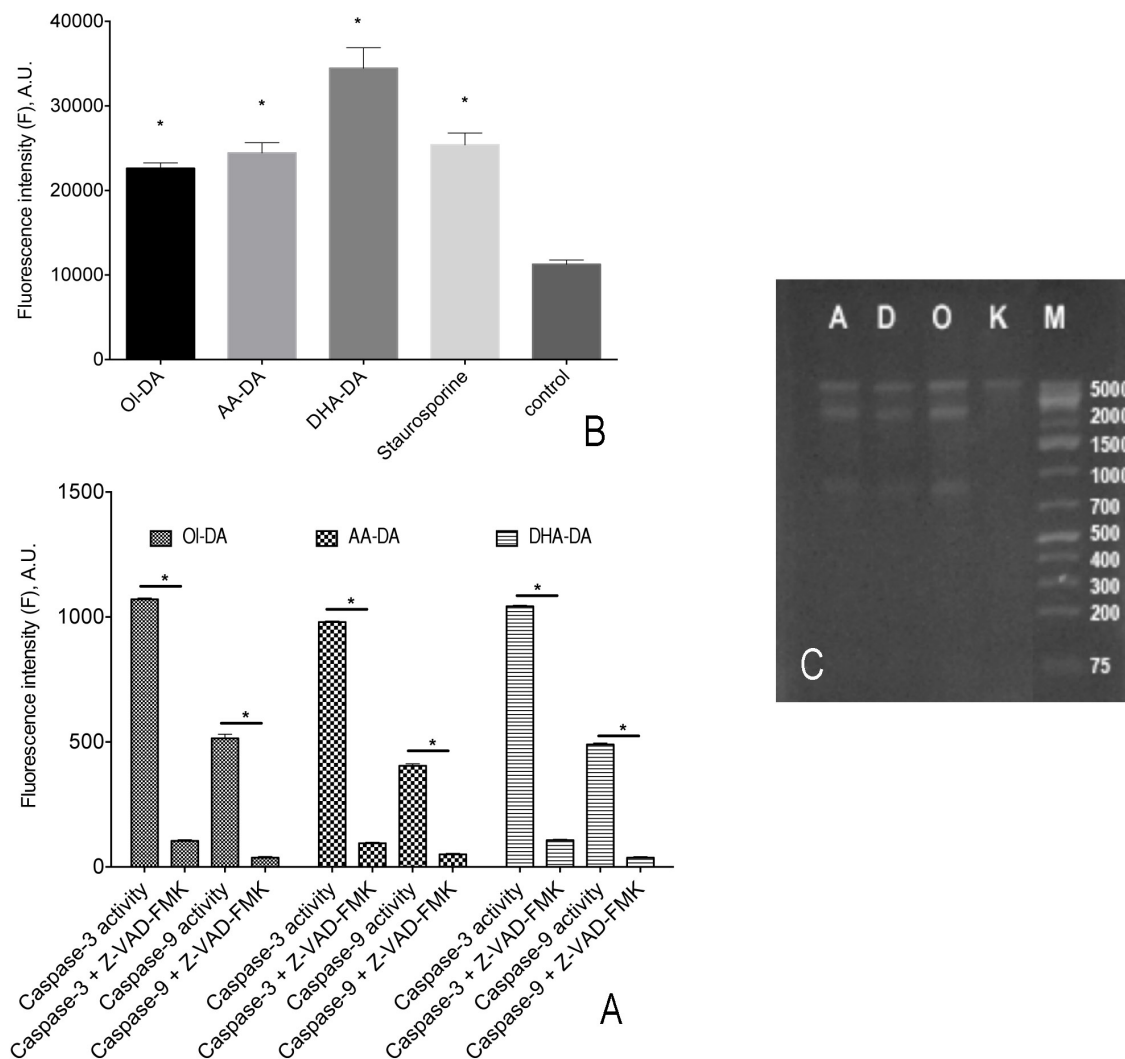 40000
30000
20000
10000
0
Fluorescence intensity (F), A.U.
* * * *
Ol-DA
AA-DA
DHA-DA
Staurosporine
control
B
1500
1000
500
0
Fluorescence intensity (F), A.U.
Ol-DA
AA-DA
DHA-DA
* * * * * *
Caspase-3 activity
Caspase-3 + Z-VAD-FMK
Caspase-9 activity
Caspase-9 + Z-VAD-FMK
Caspase-3 activity
Caspase-3 + Z-VAD-FMK
Caspase-9 activity
Caspase-9 + Z-VAD-FMK
Caspase-3 activity
Caspase-3 + Z-VAD-FMK
Caspase-9 activity
Caspase-9 + Z-VAD-FMK
A
A D O K M
5000
2000
1500
1000
700
500
400
300
200
75
C